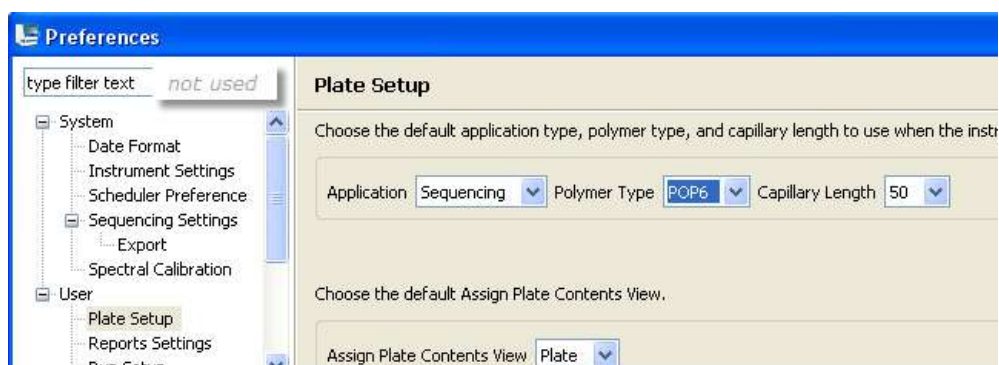 Preferences
type filter text not used
System
Date Format
Instrument Settings
Scheduler Preference
Sequencing Settings
Export
Spectral Calibration
User
Plate Setup
Reports Settings
Plate Setup
Choose the default application type, polymer type, and capillary length to use when the
Application Sequencing Polymer Type POP6 Capillary Length 50
Choose the default Assign Plate Contents View.
Assign Plate Contents View Plate